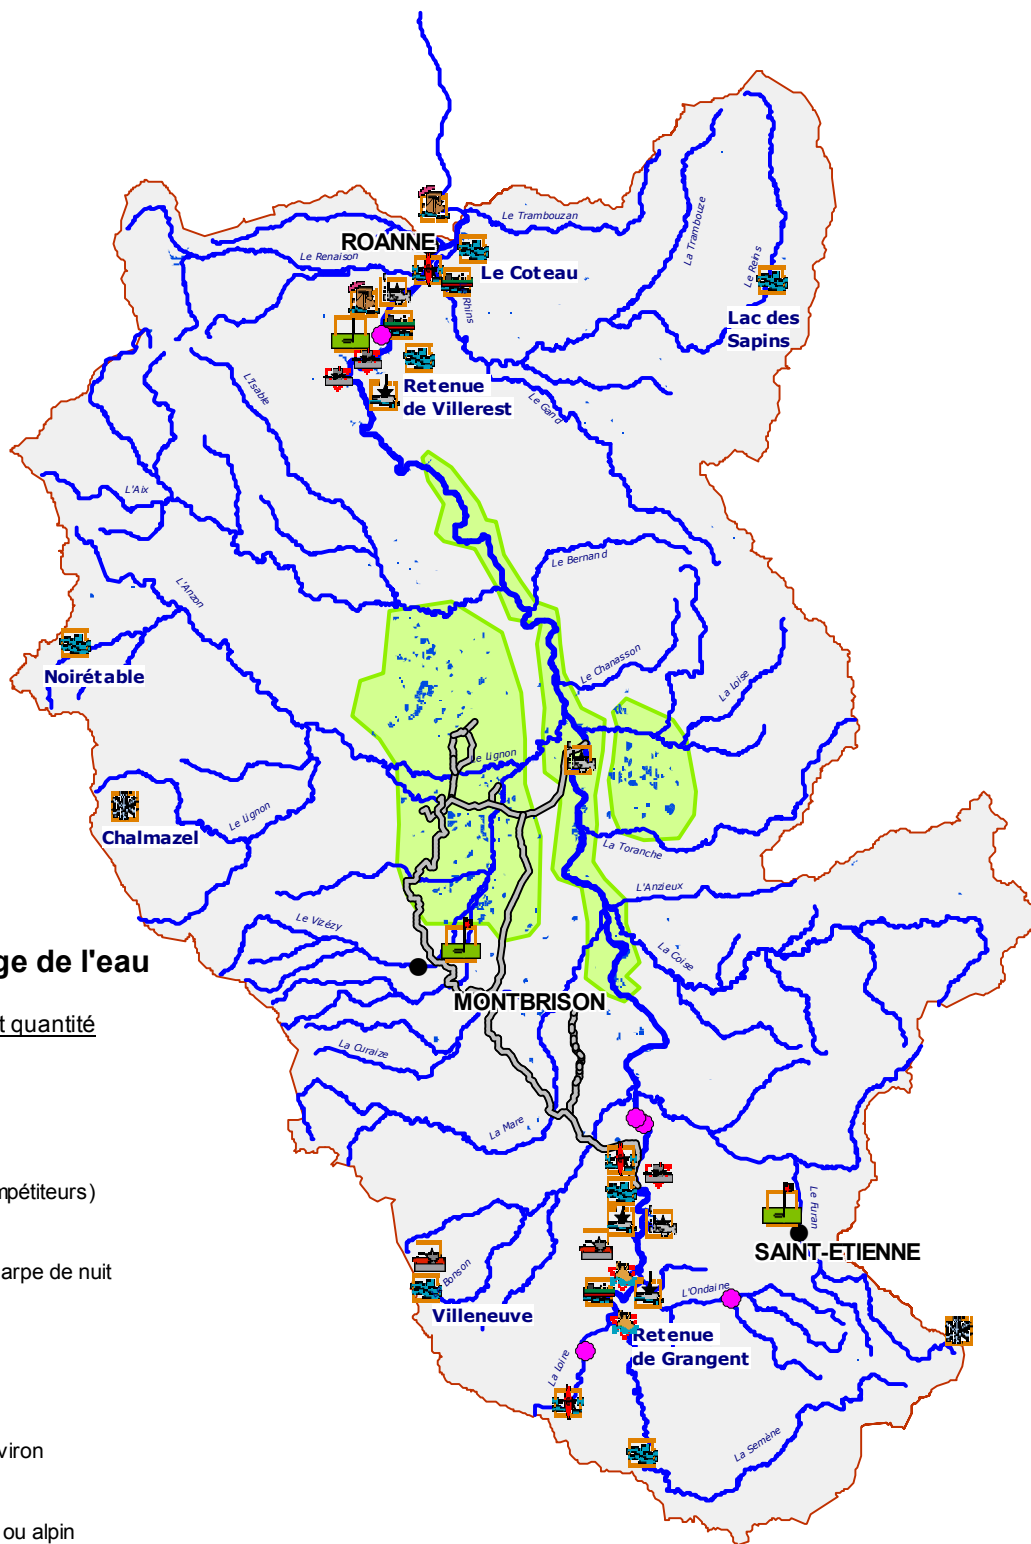 Le Trambouzan
La Trambouze
ROANNE
Le Renaison
Le Coteau
Le Reins
Rhins
Lac des
Sapins
L'Isable
Retenue
de Villerest
Le Gand
L'Aix
Le Bernand
L'Anzon
Noirétable
Le Chanasson
La Loise
Le Lignon
Chalmazel
Le Lignon
La Toranche
L'Anzieux
Le Vizézy
La Coise
ge de l'eau
MONTBRISON
t quantité
La Curaize
La Mare
mpétiteurs)
Le Furan
SAINT-ETIENNE
arpe de nuit
Bonson
L'Ondaine
Villeneuve
Retenue
de Grangent
La Loire
viron
La Semène
ou alpin